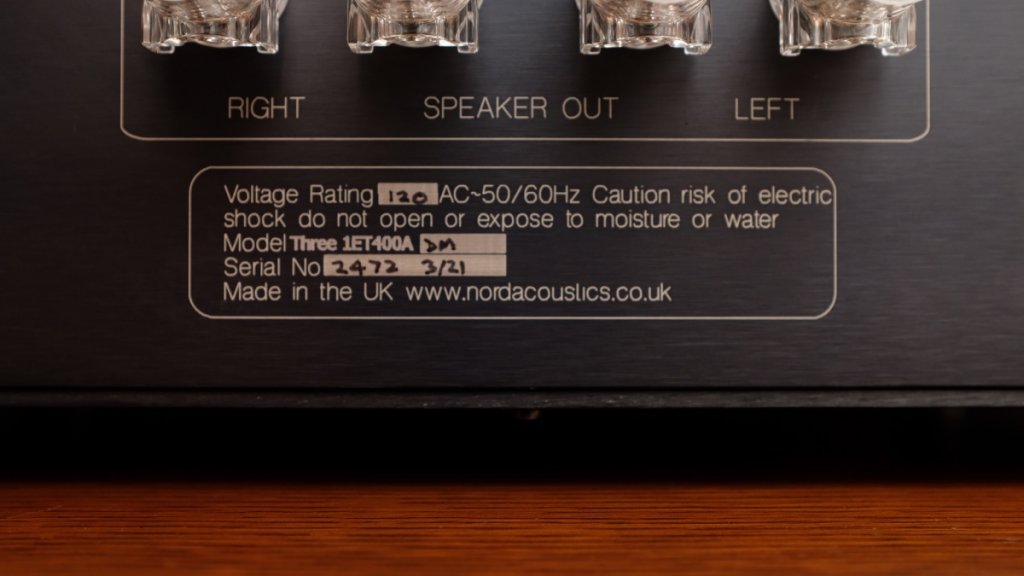 RIGHT SPEAKER OUT LEFT
Voltage Rating 120 AC~50/60Hz Caution risk of electric
shock do not open or expose to moisture or water
Model Three 1ET400A DM
Serial No 2472 3/21
Made in the UK www.nordacoustics.co.uk